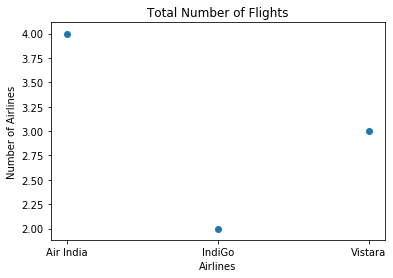 Total Number of Flights
Number of Airlines
4.00
3.75
3.50
3.25
3.00
2.75
2.50
2.25
2.00
Air India IndiGo Vistara
Airlines